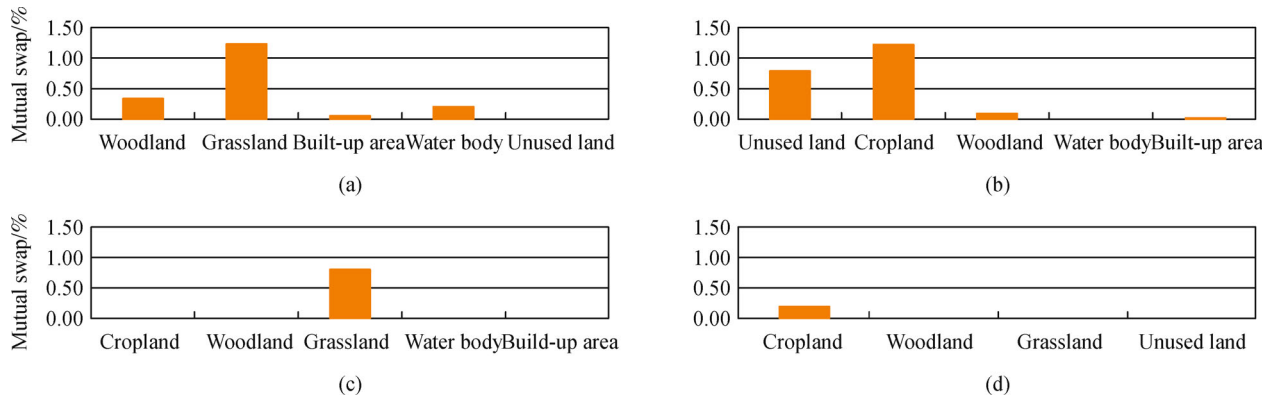 Mutual swap/%
1.50
1.00
0.50
0.00
Woodland Grassland Built-up area Water body Unused land
(a)
1.50
1.00
0.50
0.00
Unused land Cropland Woodland Water body Built-up area
(b)
Mutual swap/%
1.50
1.00
0.50
0.00
Cropland Woodland Grassland Water body Build-up area
(c)
1.50
1.00
0.50
0.00
Cropland Woodland Grassland Unused land
(d)